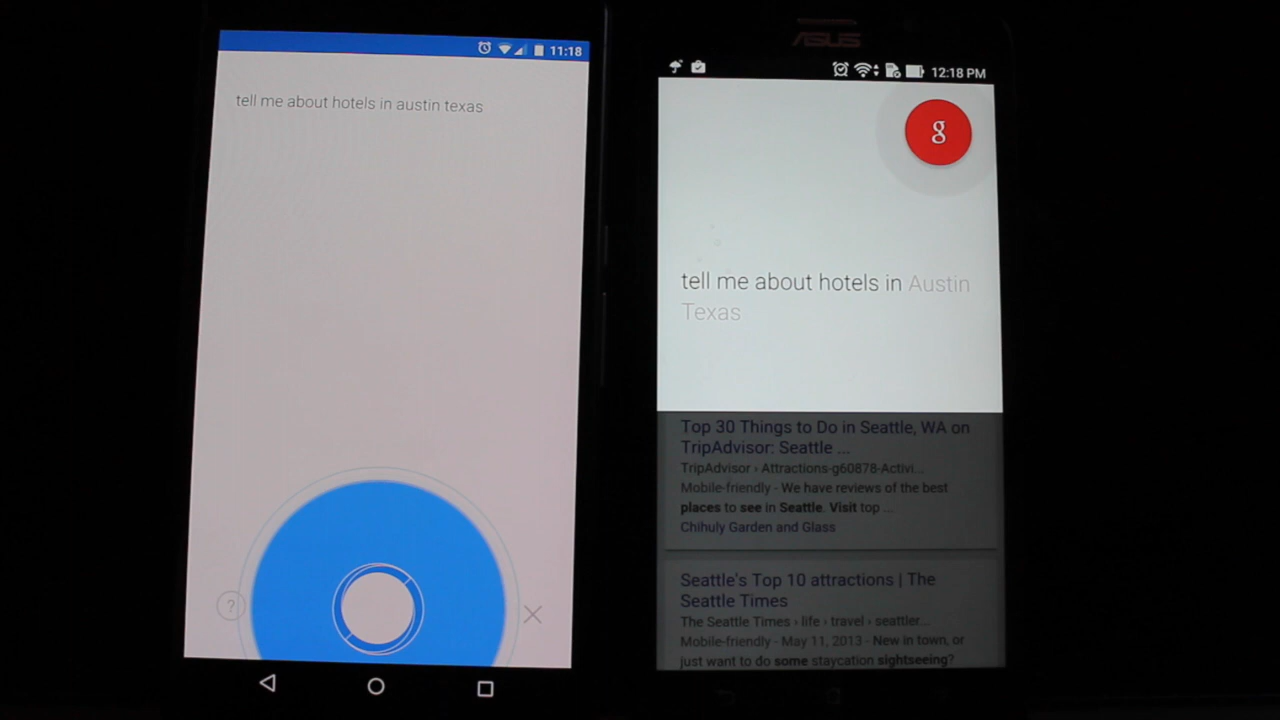 11:18
tell me about hotels in austin texas
?
ASUS
12:18 PM
g
tell me about hotels in Austin
Texas
Top 30 Things to Do in Seattle, WA on
TripAdvisor: Seattle ...
TripAdvisor › Attractions-g60878-Activi...
Mobile-friendly - We have reviews of the best
places to see in Seattle. Visit top ...
Chihuly Garden and Glass
Seattle's Top 10 attractions | The
Seattle Times
The Seattle Times › life › travel › seattler...
Mobile-friendly - May 11, 2013 - New in town, or
just want to do some staycation sightseeing?